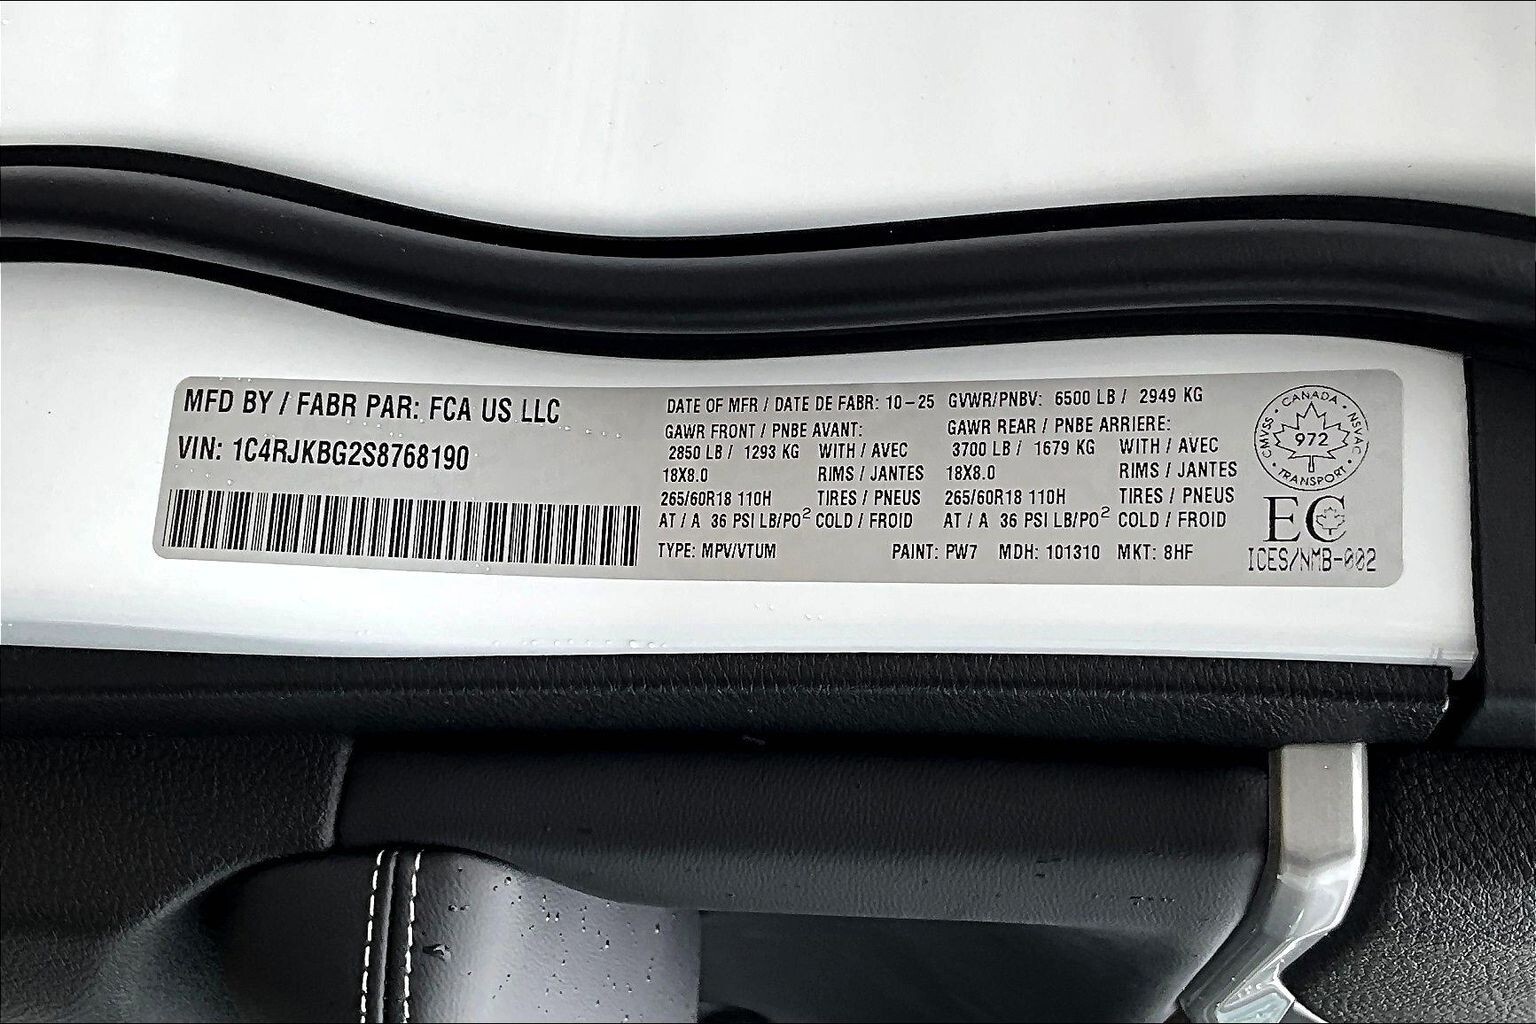 MFD BY / FABR PAR: FCA US LLC
VIN: 1C4RJKBG2S8768190
DATE OF MFR / DATE DE FABR: 10-25 GVWR/PNBV: 6500 LB / 2949 KG
GAWR FRONT / PNBE AVANT: GAWR REAR / PNBE ARRIERE:
2850 LB / 1293 KG WITH / AVEC 3700 LB / 1679 KG WITH / AVEC
18X8.0 RIMS / JANTES 18X8.0 RIMS / JANTES
265/60R18 110H TIRES / PNEUS 265/60R18 110H TIRES / PNEUS
AT / A 36 PSI LB/PO² COLD / FROID AT / A 36 PSI LB/PO² COLD / FROID
TYPE: MPV/VTUM PAINT: PW7 MDH: 101310 MKT: 8HF
CMVSS · CANADA · NSVAC · TRANSPORT ·
972
EC
ICES/NMB-002